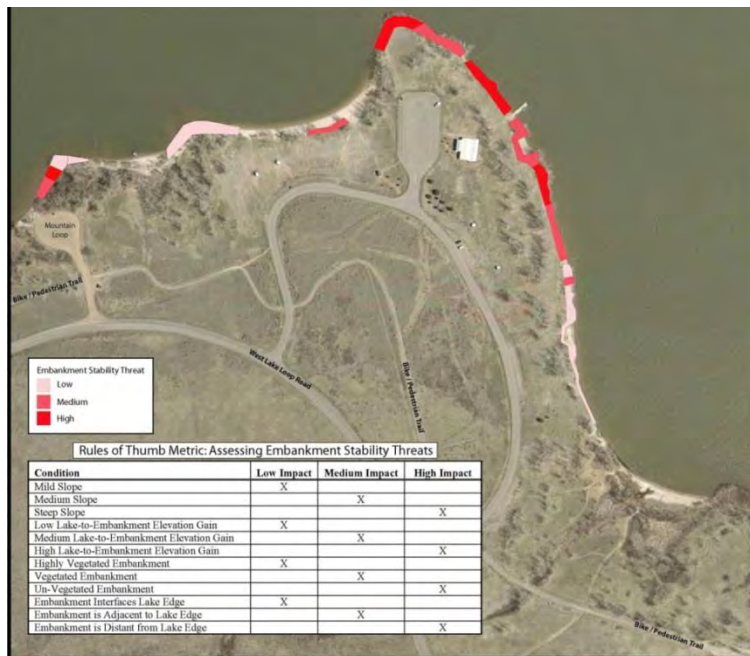 Mountain
Loop
Bike / Pedestrian Trail
West Lake Loop Road
Bike / Pedestrian Trail
Embankment Stability Threat
Low
Medium
High
Rules of Thumb Metric: Assessing Embankment Stability Threats
Condition Low Impact Medium Impact High Impact
Mild Slope X
Medium Slope X
Steep Slope X
Low Lake-to-Embankment Elevation Gain X
Medium Lake-to-Embankment Elevation Gain X
High Lake-to-Embankment Elevation Gain X
Highly Vegetated Embankment X
Vegetated Embankment X
Un-Vegetated Embankment X
Embankment Interfaces Lake Edge X
Embankment is Adjacent to Lake Edge X
Embankment is Distant from Lake Edge X
Bike / Pedestrian Trail